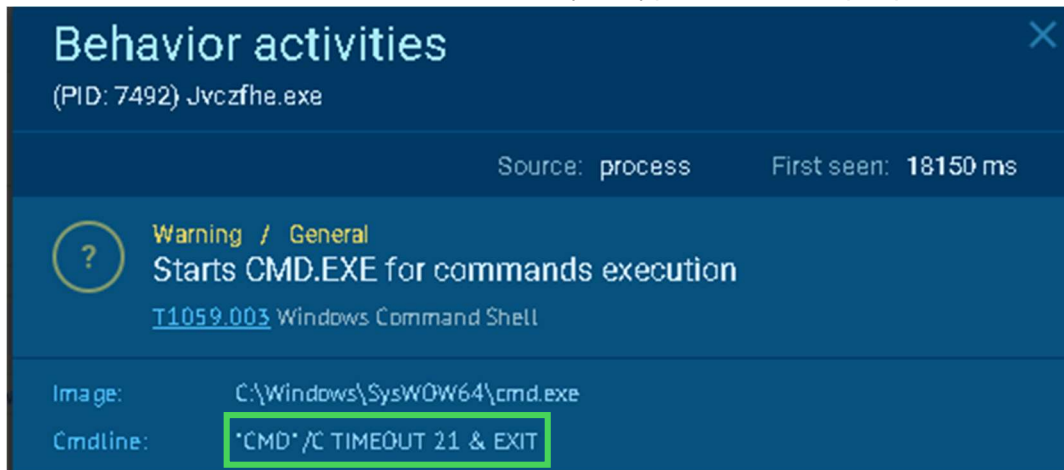 Behavior activities
(PID: 7492) Jvczfhe.exe
Source: process First seen: 18150 ms
?
Warning / General
Starts CMD.EXE for commands execution
T1059.003 Windows Command Shell
Image: C:\Windows\SysWOW64\cmd.exe
Cmdline: "CMD" /C TIMEOUT 21 & EXIT